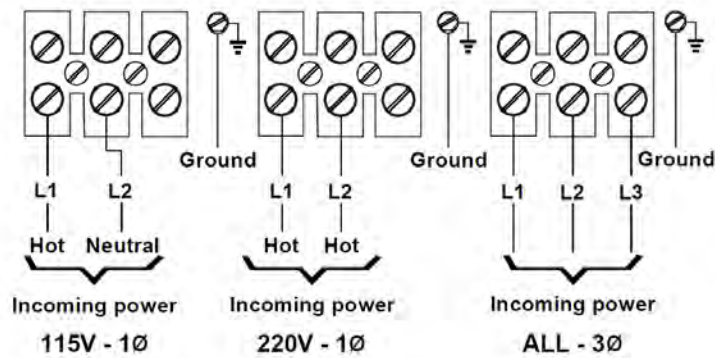 Ground Ground Ground
L1 L2 L1 L2 L1 L2 L3
Hot Neutral Hot Hot
Incoming power Incoming power Incoming power
115V - 1Ø 220V - 1Ø ALL - 3Ø